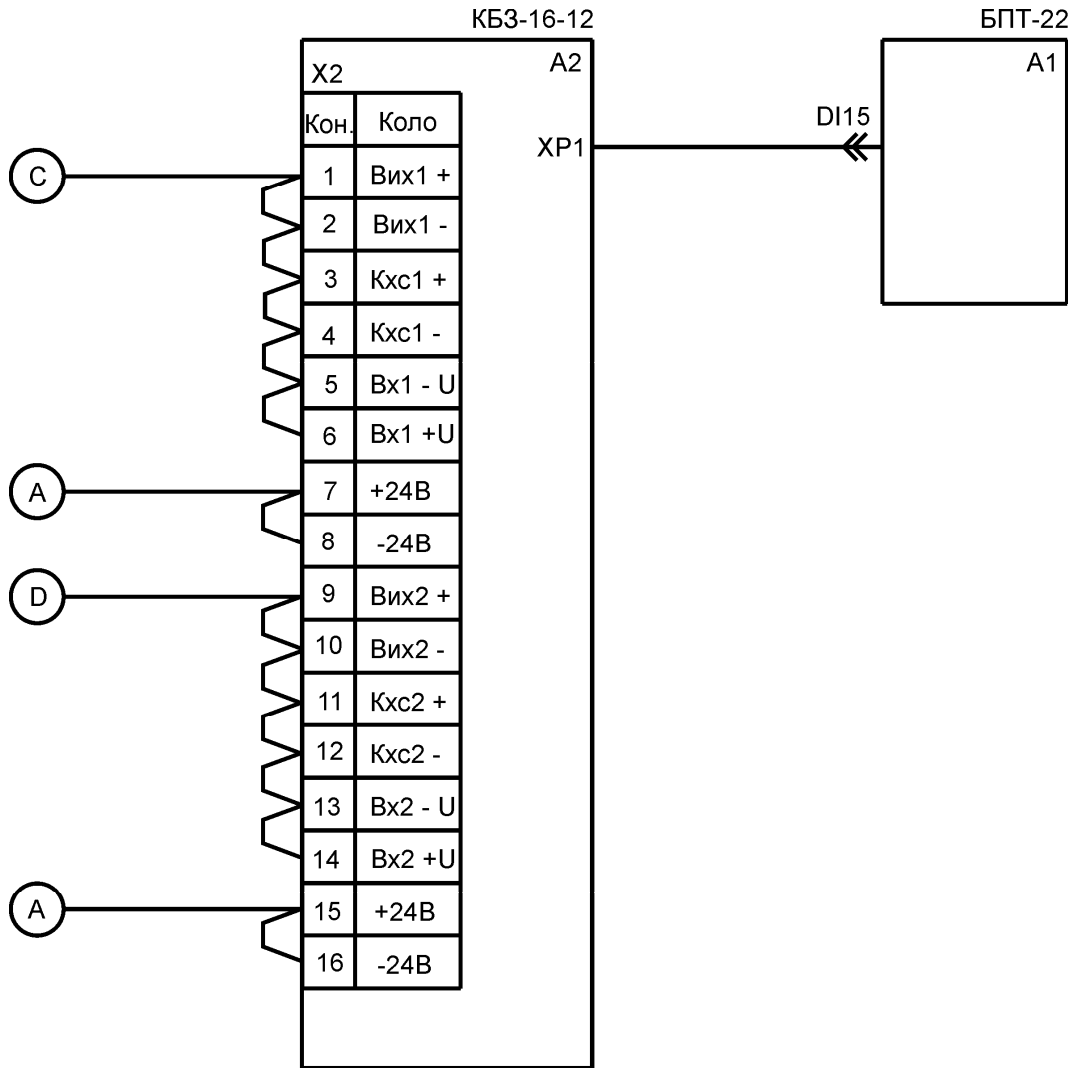 КБЗ-16-12
БПТ-22
X2
A2
A1
Кон. Коло
DI15
XP1
C
1 Вих1 +
2 Вих1 -
3 Кхс1 +
4 Кхс1 -
5 Вх1 - U
6 Вх1 +U
A
7 +24В
8 -24В
D
9 Вих2 +
10 Вих2 -
11 Кхс2 +
12 Кхс2 -
13 Вх2 - U
14 Вх2 +U
A
15 +24В
16 -24В